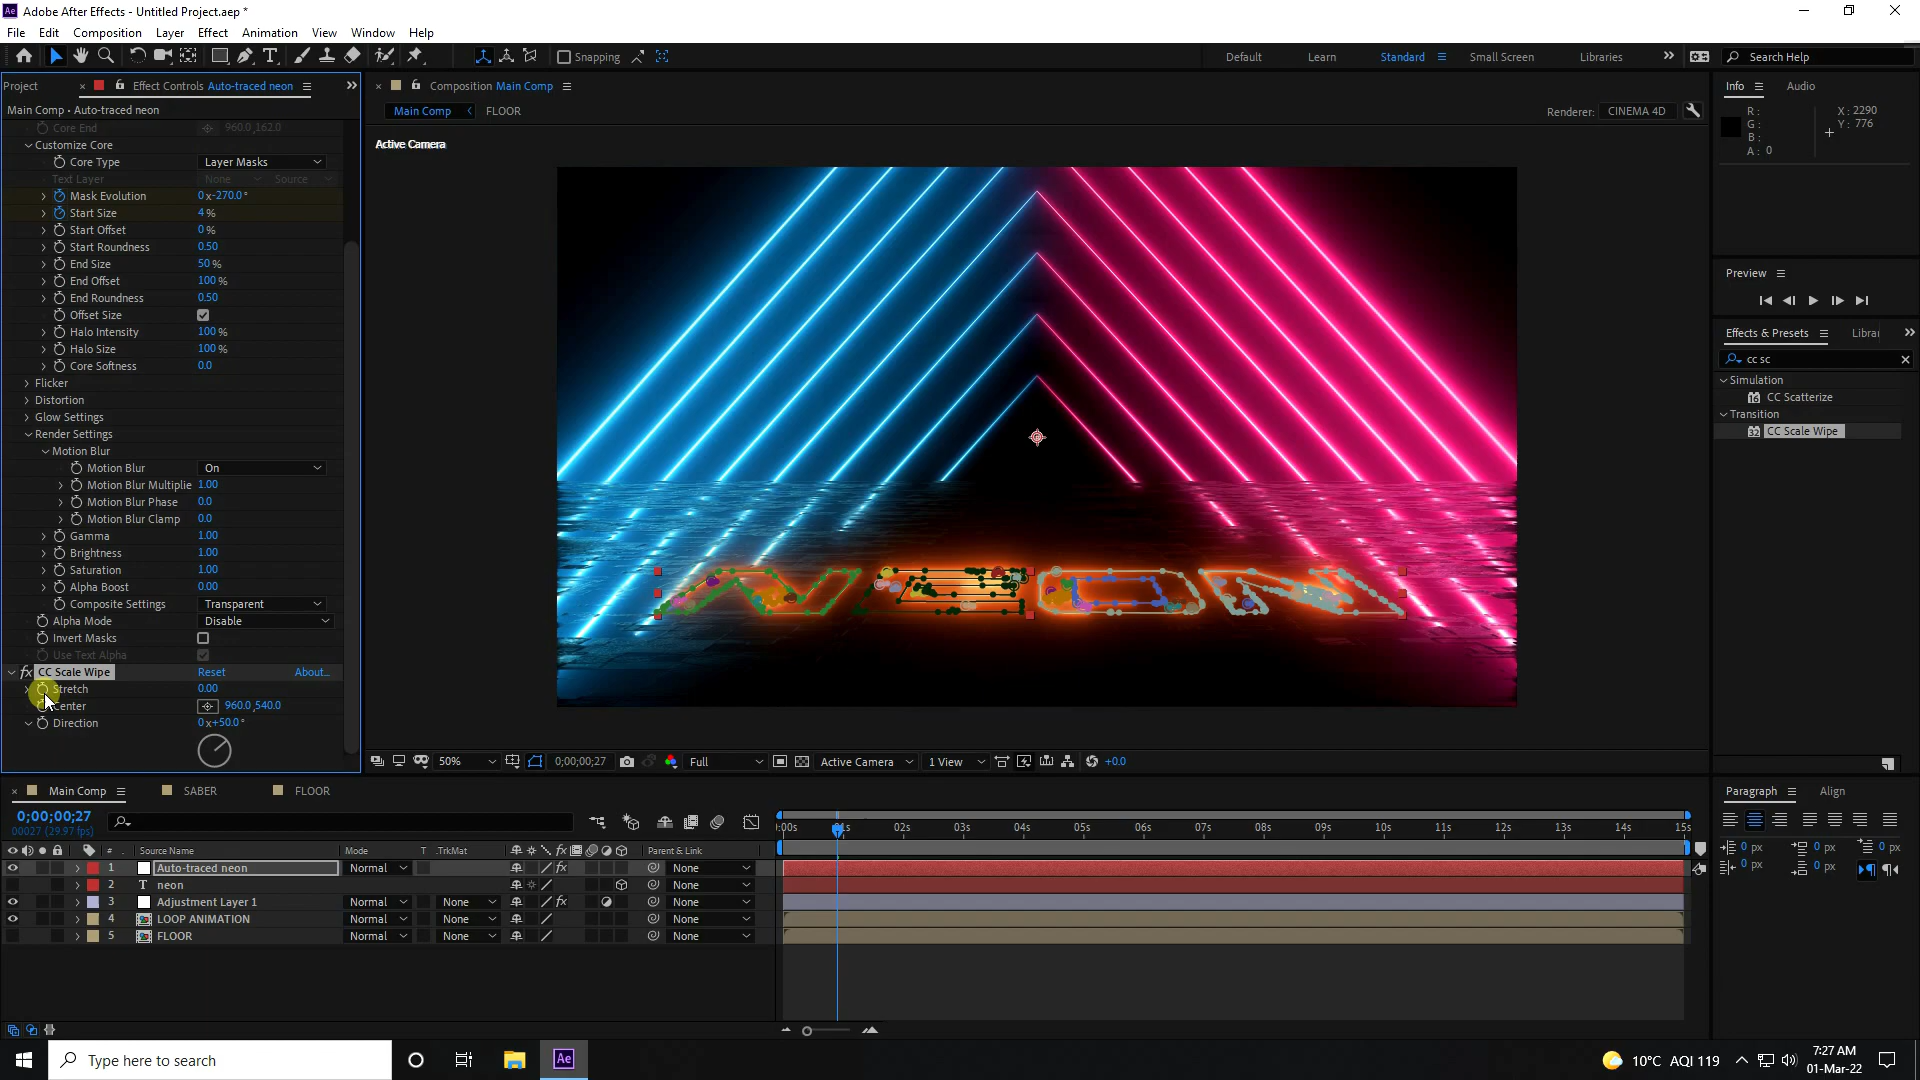 Adobe After Effects - Untitled Project.aep *
File Edit Composition Layer Effect Animation View Window Help
Snapping Default Learn Standard Small Screen Libraries Search Help
Project Effect Controls Auto-traced neon
Main Comp • Auto-traced neon
Core End 960.0,162.0
Customize Core
Core Type Layer Masks
Text Layer None Source
Mask Evolution 0x-270.0°
Start Size 4%
Start Offset 0%
Start Roundness 0.50
End Size 50%
End Offset 100%
End Roundness 0.50
Offset Size
Halo Intensity 100%
Halo Size 100%
Core Softness 0.0
Flicker
Distortion
Glow Settings
Render Settings
Motion Blur
Motion Blur On
Motion Blur Multiplie 1.00
Motion Blur Phase 0.0
Motion Blur Clamp 0.0
Gamma 1.00
Brightness 1.00
Saturation 1.00
Alpha Boost 0.00
Composite Settings Transparent
Alpha Mode Disable
Invert Masks
Use Text Alpha
fx CC Scale Wipe Reset About...
Stretch 0.00
Center 960.0,540.0
Direction 0x+50.0°
Composition Main Comp
Main Comp FLOOR Renderer: CINEMA 4D
Active Camera
50% 0;00;00;27 Full Active Camera 1 View +0.0
Info Audio
R: X: 2290
G: Y: 776
B:
A: 0
Preview
Effects & Presets Librar
cc sc
Simulation
CC Scatterize
Transition
CC Scale Wipe
Main Comp SABER FLOOR
0;00;00;27
00027 (29.97 fps)
:00s 01s 02s 03s 04s 05s 06s 07s 08s 09s 10s 11s 12s 13s 14s 15s
# Source Name Mode T .TrkMat Parent & Link
1 Auto-traced neon Normal None
2 T neon None
3 Adjustment Layer 1 Normal None None
4 LOOP ANIMATION Normal None None
5 FLOOR Normal None None
Paragraph Align
0 px 0 px 0 px
0 px 0 px
Type here to search
Ae
10°C AQI 119
7:27 AM
01-Mar-22